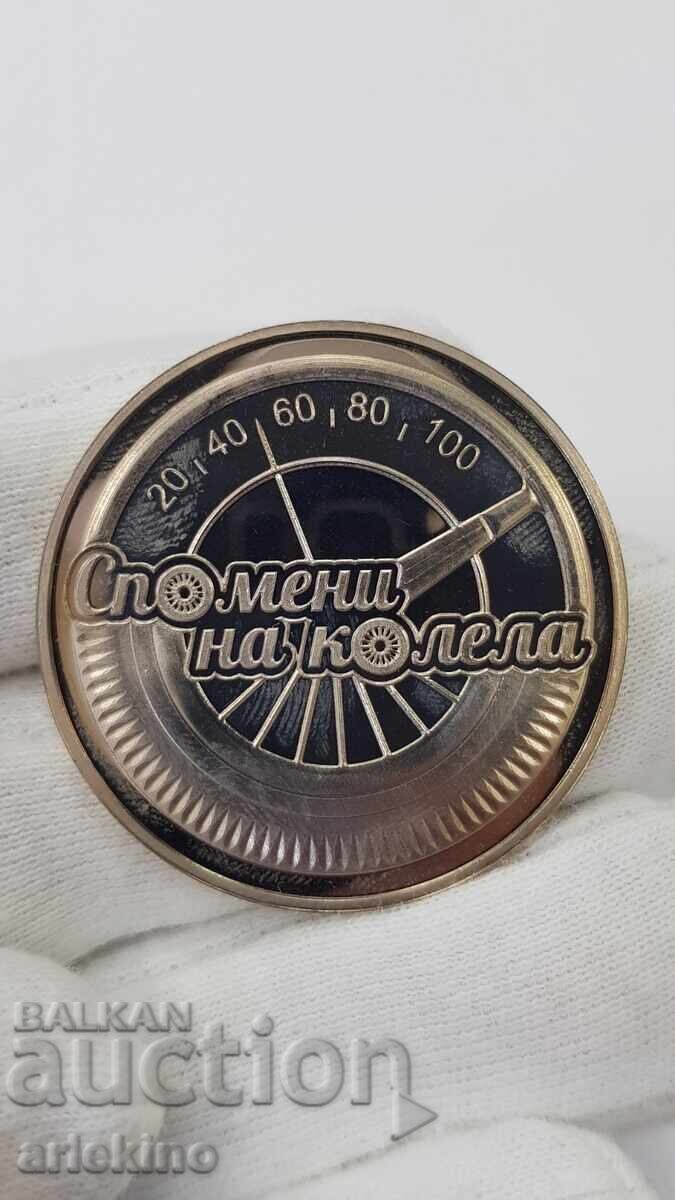 20 40 60 80 100
Спомени
на колела
BALKAN
auction
arlekino